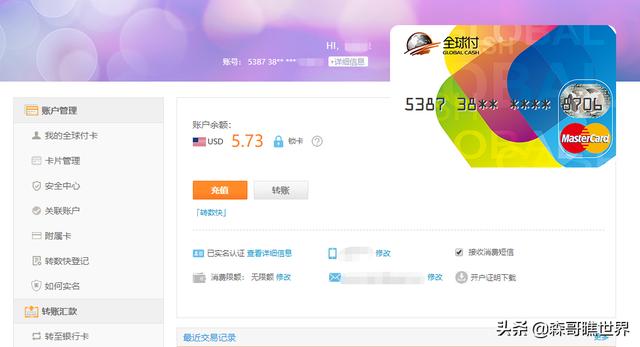 HI,
账号: 5387 38** *** +详细信息
全球付
GLOBAL CASH
5387 38** **** 8706
MasterCard
账户管理
我的全球付卡
卡片管理
安全中心
关联账户
附属卡
转数快登记
如何实名
转账汇款
转至银行卡
账户余额:
USD 5.73 锁卡 ?
充值 转账
「转数快」
已实名认证 查看详细信息 修改 接收消费短信
消费限额: 无限额 修改 修改 开户证明下载
最近交易记录 更多
头条 @森哥瞧世界